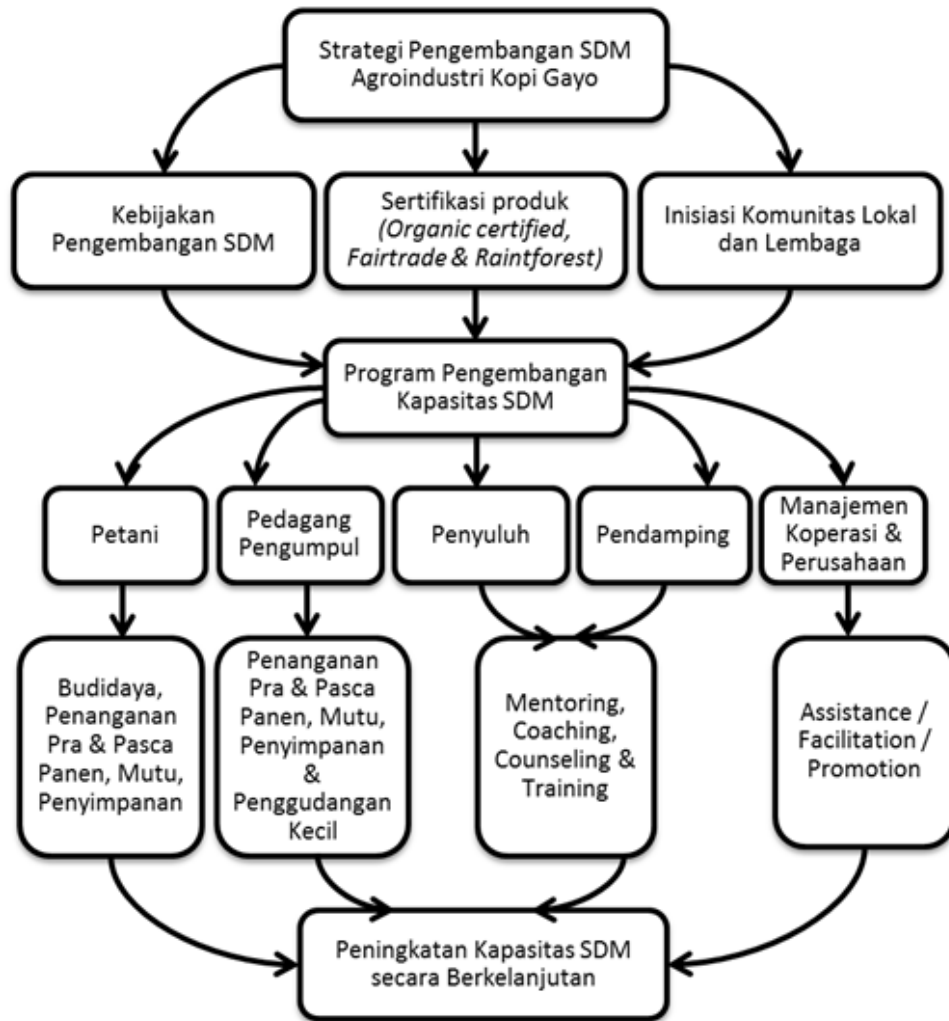 Strategi Pengembangan SDM
Agroindustri Kopi Gayo
Kebijakan
Pengembangan SDM
Sertifikasi produk
(Organic certified,
Fairtrade & Raintforest)
Inisiasi Komunitas Lokal
dan Lembaga
Program Pengembangan
Kapasitas SDM
Petani
Pedagang
Pengumpul
Penyuluh
Pendamping
Manajemen
Koperasi &
Perusahaan
Budidaya,
Penanganan
Pra & Pasca
Panen, Mutu,
Penyimpanan
Penanganan
Pra & Pasca
Panen, Mutu,
Penyimpanan
&
Penggudangan
Kecil
Mentoring,
Coaching,
Counseling &
Training
Assistance /
Facilitation /
Promotion
Peningkatan Kapasitas SDM
secara Berkelanjutan